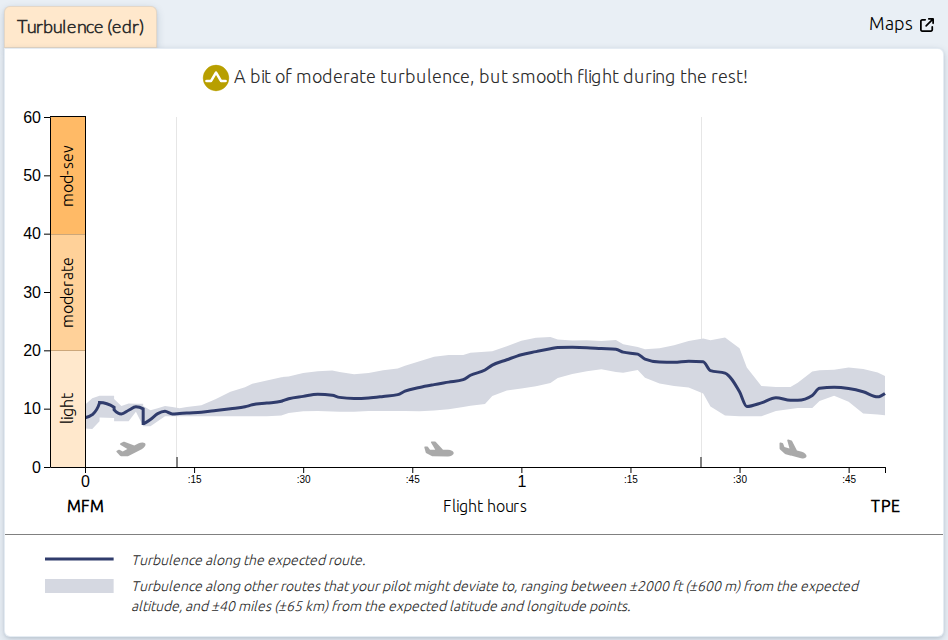 Turbulence (edr)
Maps
A bit of moderate turbulence, but smooth flight during the rest!
60
50
40
30
20
10
0
mod-sev
moderate
light
0
:15
:30
:45
1
:15
:30
:45
MFM
Flight hours
TPE
Turbulence along the expected route.
Turbulence along other routes that your pilot might deviate to, ranging between ±2000 ft (±600 m) from the expected
altitude, and ±40 miles (±65 km) from the expected latitude and longitude points.